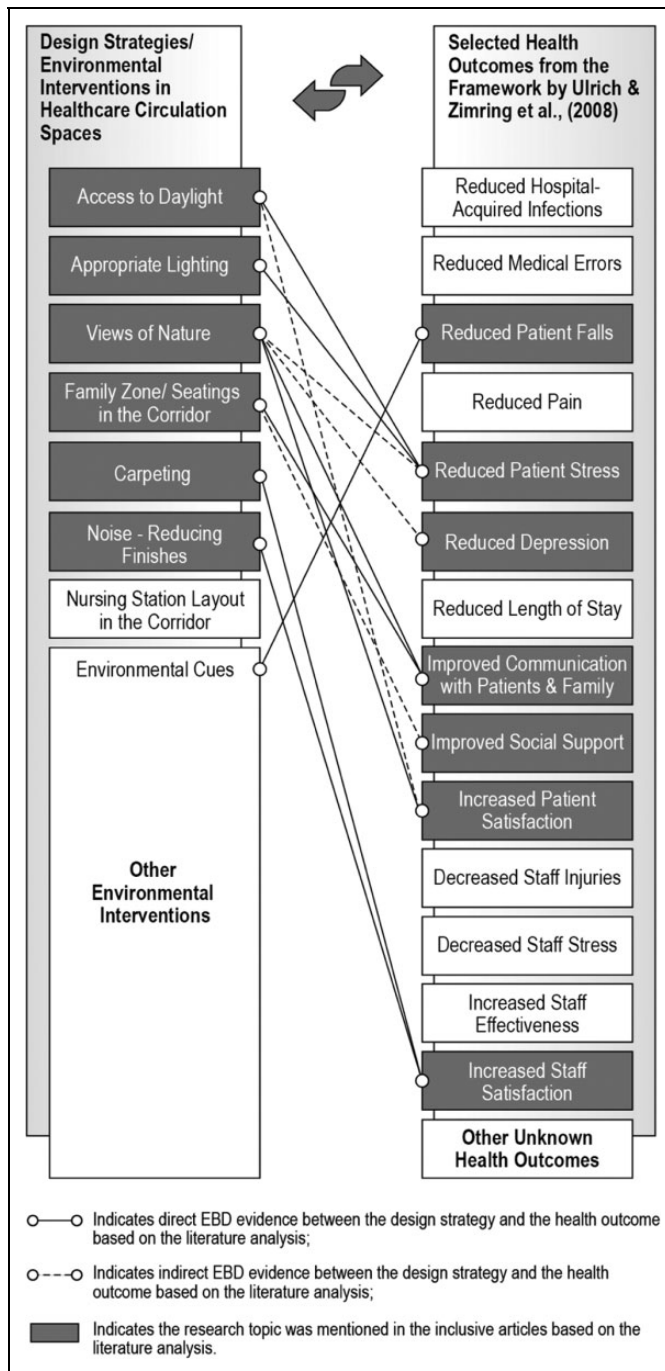 Design Strategies/
Environmental
Interventions in
Healthcare Circulation
Spaces
Access to Daylight
Appropriate Lighting
Views of Nature
Family Zone/ Seatings
in the Corridor
Carpeting
Noise - Reducing
Finishes
Nursing Station Layout
in the Corridor
Environmental Cues
Other
Environmental
Interventions
Selected Health
Outcomes from the
Framework by Ulrich &
Zimring et al., (2008)
Reduced Hospital-
Acquired Infections
Reduced Medical Errors
Reduced Patient Falls
Reduced Pain
Reduced Patient Stress
Reduced Depression
Reduced Length of Stay
Improved Communication
with Patients & Family
Improved Social Support
Increased Patient
Satisfaction
Decreased Staff Injuries
Decreased Staff Stress
Increased Staff
Effectiveness
Increased Staff
Satisfaction
Other Unknown
Health Outcomes
Indicates direct EBD evidence between the design strategy and the health outcome
based on the literature analysis;
Indicates indirect EBD evidence between the design strategy and the health
outcome based on the literature analysis;
Indicates the research topic was mentioned in the inclusive articles based on the
literature analysis.